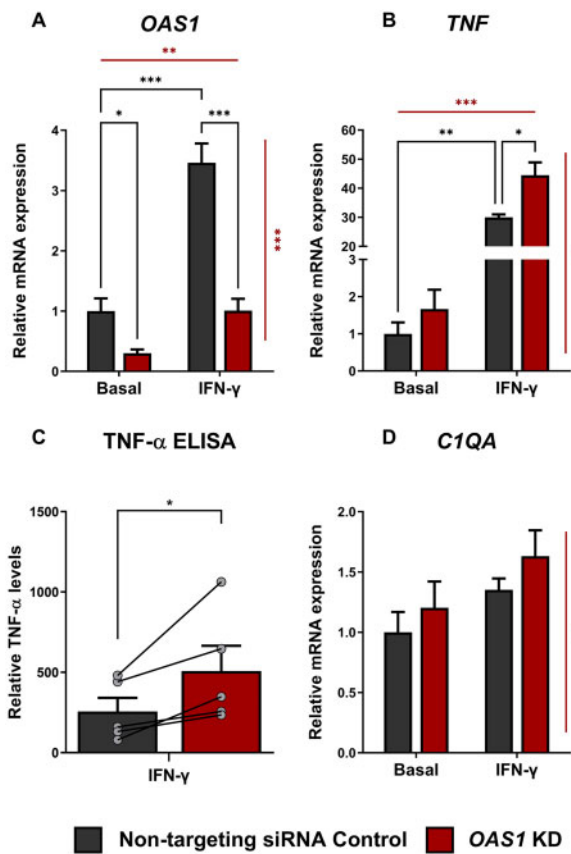 A OAS1
**
***
* ***
Relative mRNA expression
4
3
2
1
0
Basal IFN-γ
***
B TNF
***
** *
Relative mRNA expression
60
50
40
30
20
3
2
1
0
Basal IFN-γ
C TNF-α ELISA
*
Relative TNF-α levels
1500
1000
500
0
IFN-γ
D C1QA
Relative mRNA expression
2.0
1.5
1.0
0.5
0.0
Basal IFN-γ
Non-targeting siRNA Control OAS1 KD